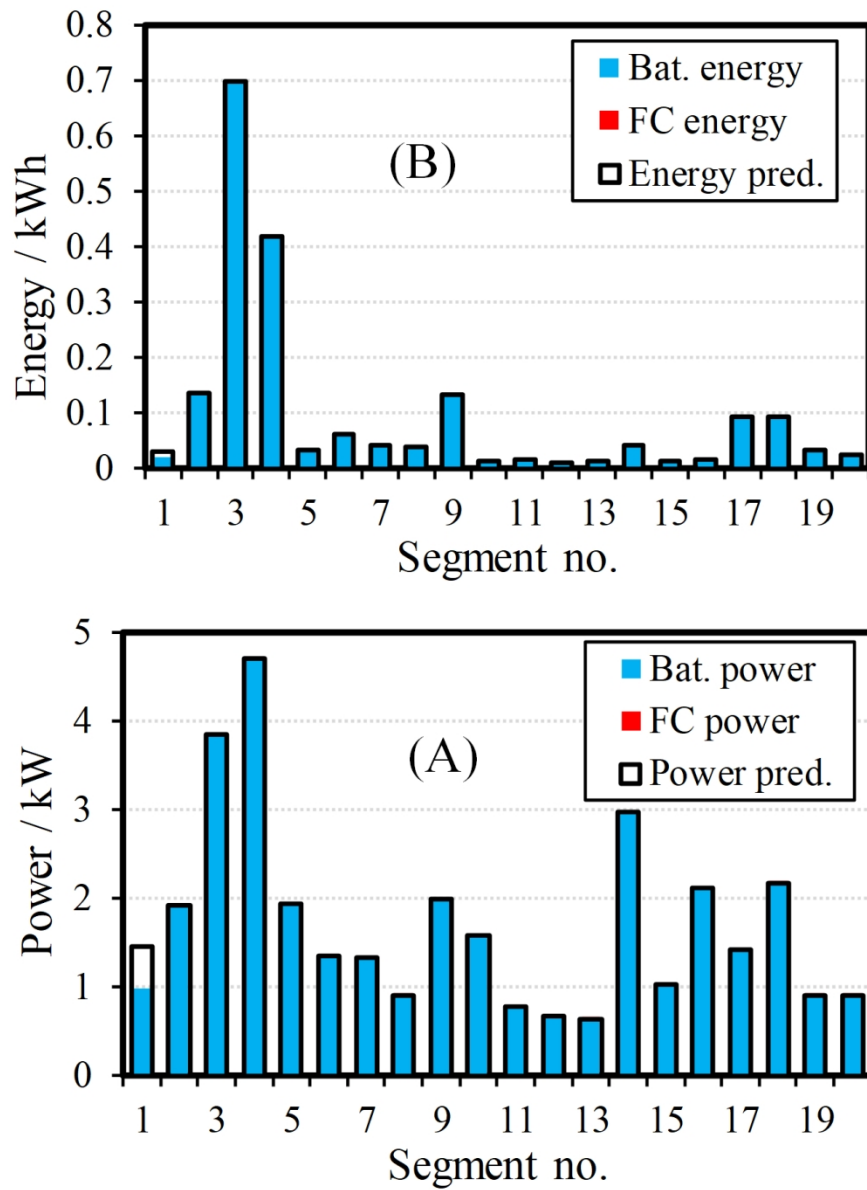 0.8
0.7
0.6
0.5
0.4
0.3
0.2
0.1
0
Energy / kWh
(B)
Bat. energy
FC energy
Energy pred.
1 3 5 7 9 11 13 15 17 19
Segment no.
5
4
3
2
1
0
Power / kW
(A)
Bat. power
FC power
Power pred.
1 3 5 7 9 11 13 15 17 19
Segment no.